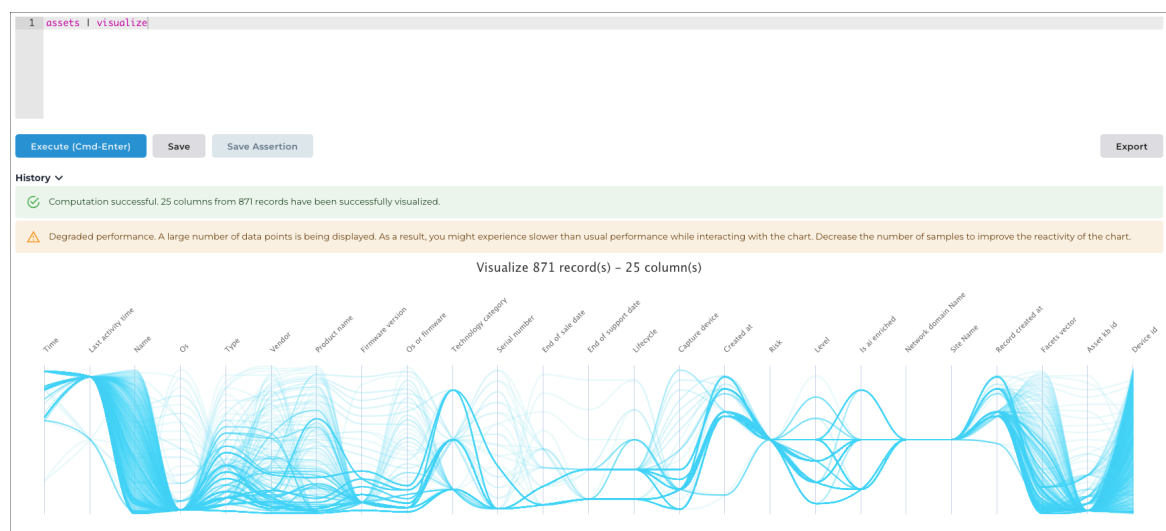 1 assets | visualize
Execute (Cmd-Enter) Save Save Assertion Export
History
Computation successful. 25 columns from 871 records have been successfully visualized.
Degraded performance. A large number of data points is being displayed. As a result, you might experience slower than usual performance while interacting with the chart. Decrease the number of samples to improve the reactivity of the chart.
Visualize 871 record(s) – 25 column(s)
Time
Last activity time
Name
Os
Type
Vendor
Product name
Firmware version
Os or firmware
Technology category
Serial number
End of sale date
End of support date
Lifecycle
Capture device
Created at
Risk
Level
Is ai enriched
Network domain Name
Site Name
Record created at
Facets vector
Asset kb id
Device id